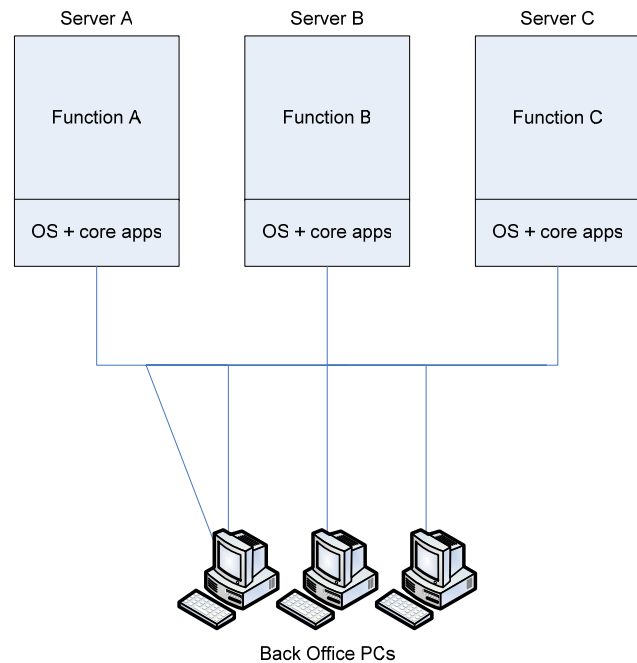 Server A
Server B
Server C
Function A
Function B
Function C
OS + core apps
OS + core apps
OS + core apps
Back Office PCs